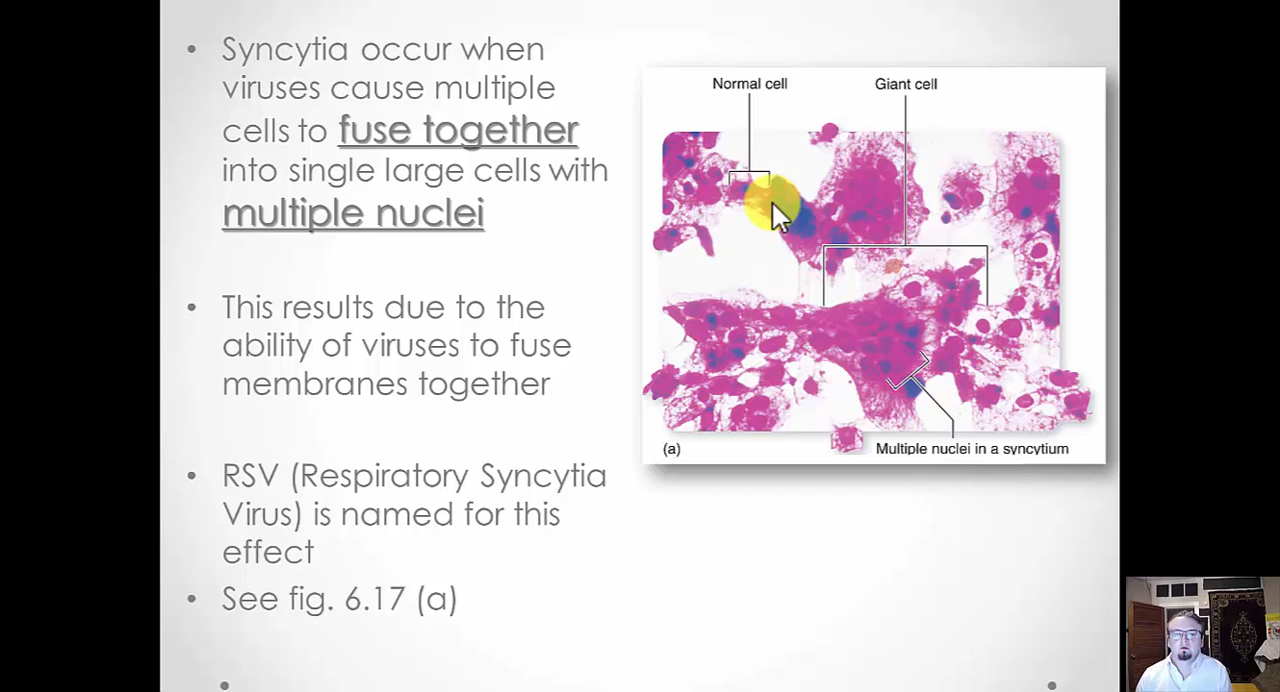 Syncytia occur when
viruses cause multiple
cells to fuse together
into single large cells with
multiple nuclei
This results due to the
ability of viruses to fuse
membranes together
RSV (Respiratory Syncytia
Virus) is named for this
effect
See fig. 6.17 (a)
Normal cell
Giant cell
(a)
Multiple nuclei in a syncytium